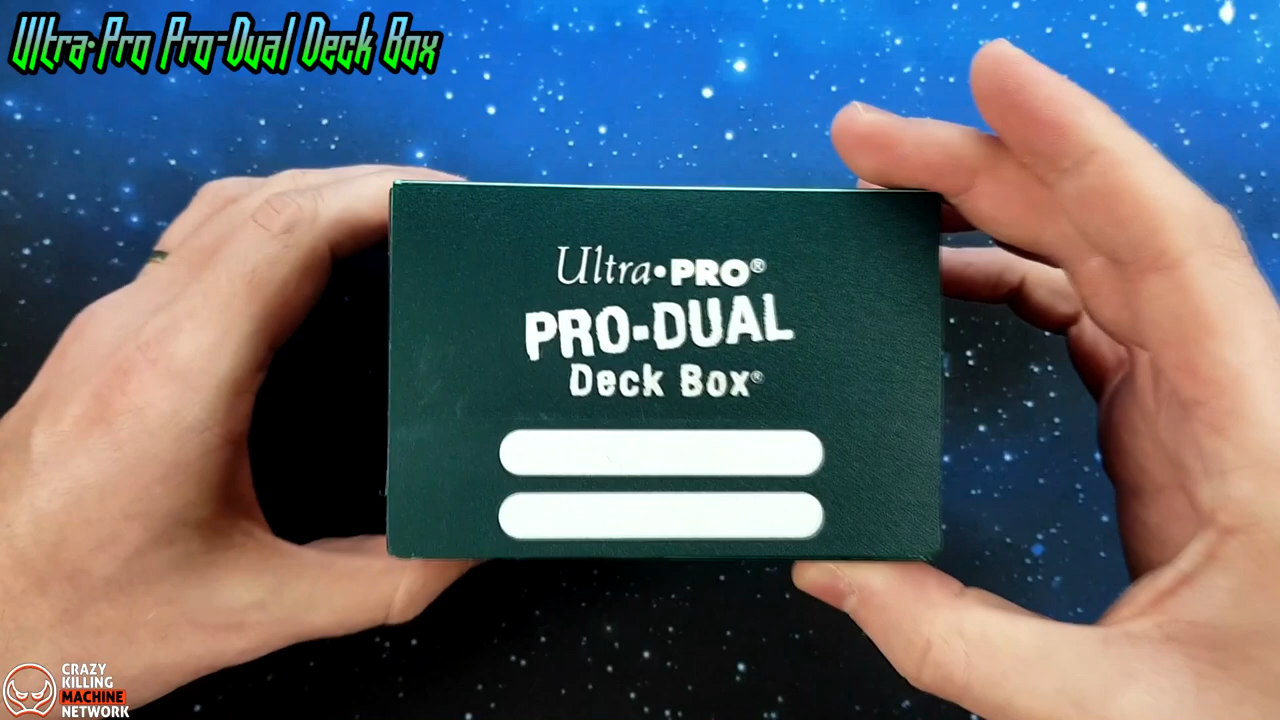 Ultra•Pro Pro-Dual Deck Box
Ultra•PRO®
PRO-DUAL
Deck Box®
CRAZY
KILLING
MACHINE
NETWORK